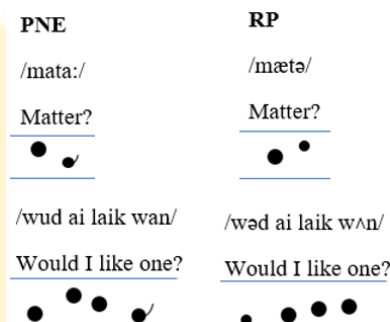 PNE
/mata:/
Matter?
/wud ai laik wan/
Would I like one?
RP
/mætə/
Matter?
/wəd ai laik w^n/
Would I like one?